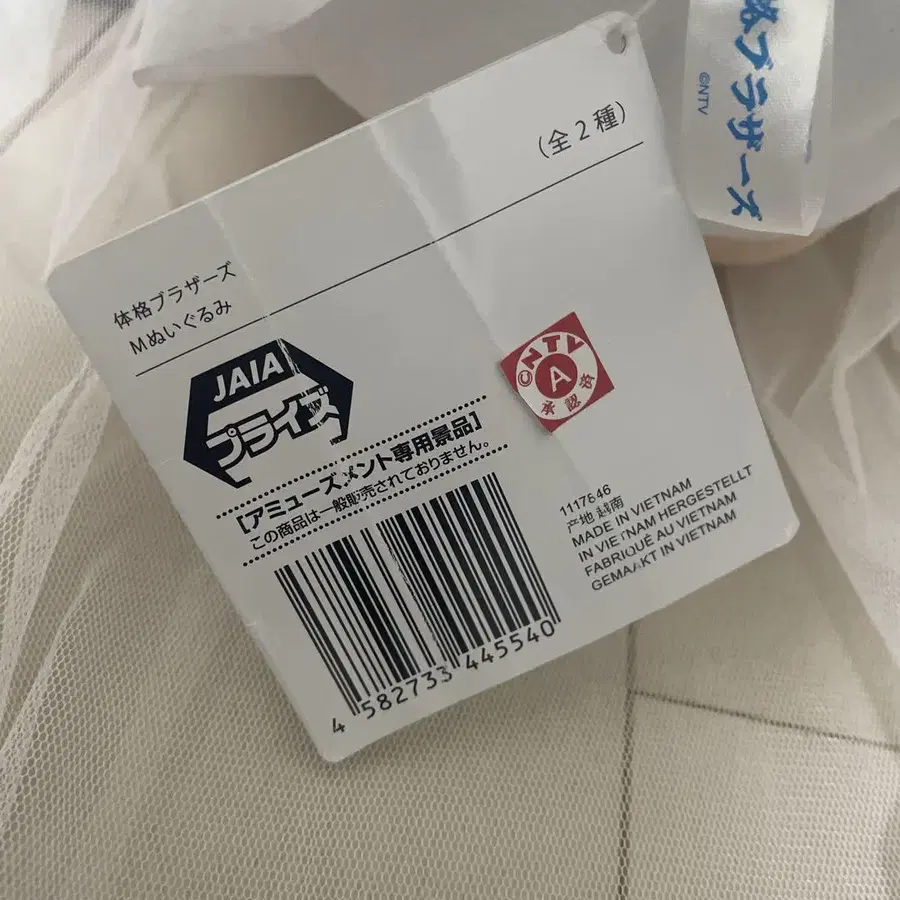 (全2種)
体格ブラザーズ
Mぬいぐるみ
JAIA
プライズ
[アミューズメント専用景品]
この商品は一般販売されておりません。
4 582733 445540
©NTV
A
承認済
1117846
产地 越南
MADE IN VIETNAM
IN VIETNAM HERGESTELLT
FABRIQUÉ AU VIETNAM
GEMAAKT IN VIETNAM
ブラザーズ
©NTV